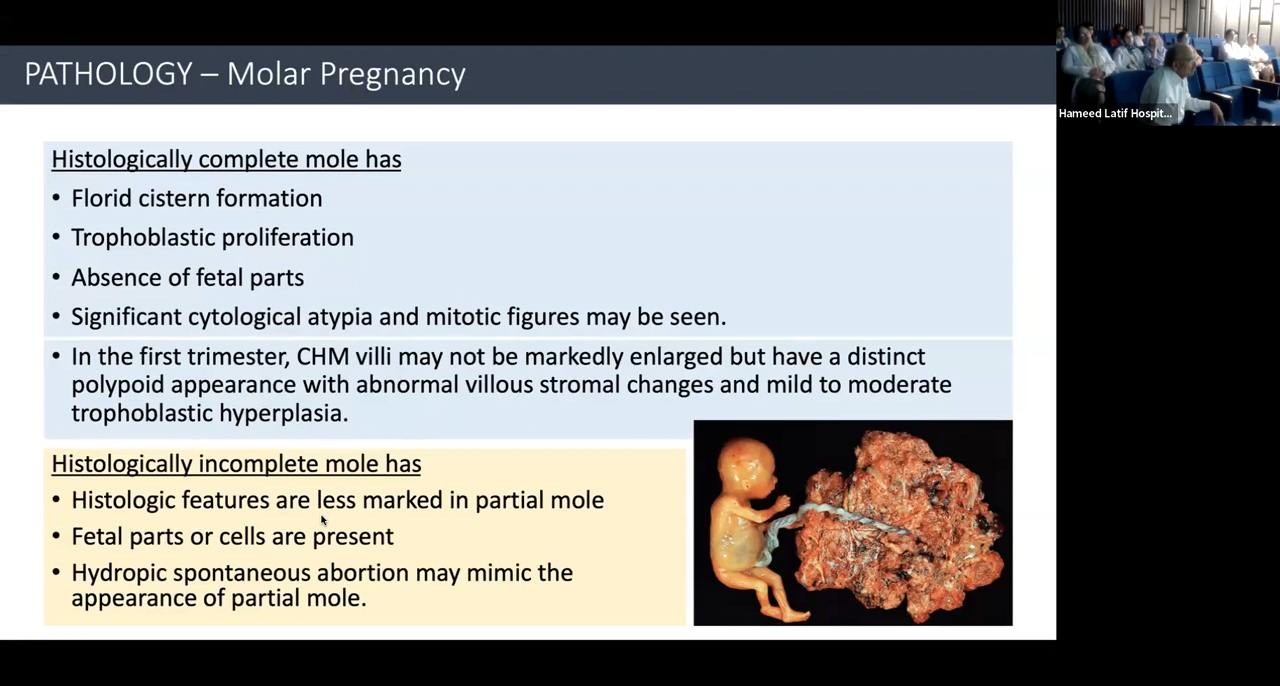 PATHOLOGY – Molar Pregnancy
Hameed Latif Hospit...
Histologically complete mole has
• Florid cistern formation
• Trophoblastic proliferation
• Absence of fetal parts
• Significant cytological atypia and mitotic figures may be seen.
• In the first trimester, CHM villi may not be markedly enlarged but have a distinct
polypoid appearance with abnormal villous stromal changes and mild to moderate
trophoblastic hyperplasia.
Histologically incomplete mole has
• Histologic features are less marked in partial mole
• Fetal parts or cells are present
• Hydropic spontaneous abortion may mimic the
appearance of partial mole.